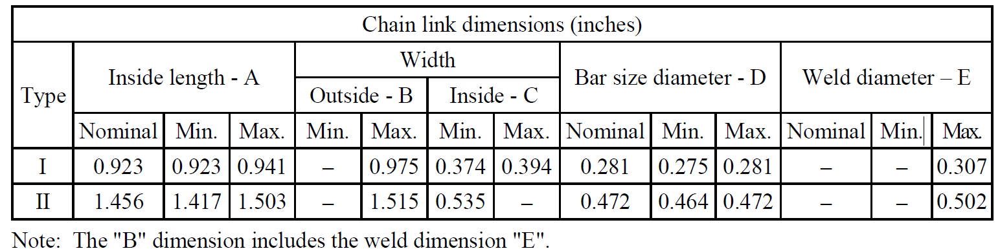 Chain link dimensions (inches)
Type Inside length - A Width Bar size diameter - D Weld diameter – E
Outside - B Inside - C
Nominal Min. Max. Min. Max. Min. Max. Nominal Min. Max. Nominal Min. Max.
I 0.923 0.923 0.941 – 0.975 0.374 0.394 0.281 0.275 0.281 – – 0.307
II 1.456 1.417 1.503 – 1.515 0.535 – 0.472 0.464 0.472 – – 0.502
Note: The "B" dimension includes the weld dimension "E".